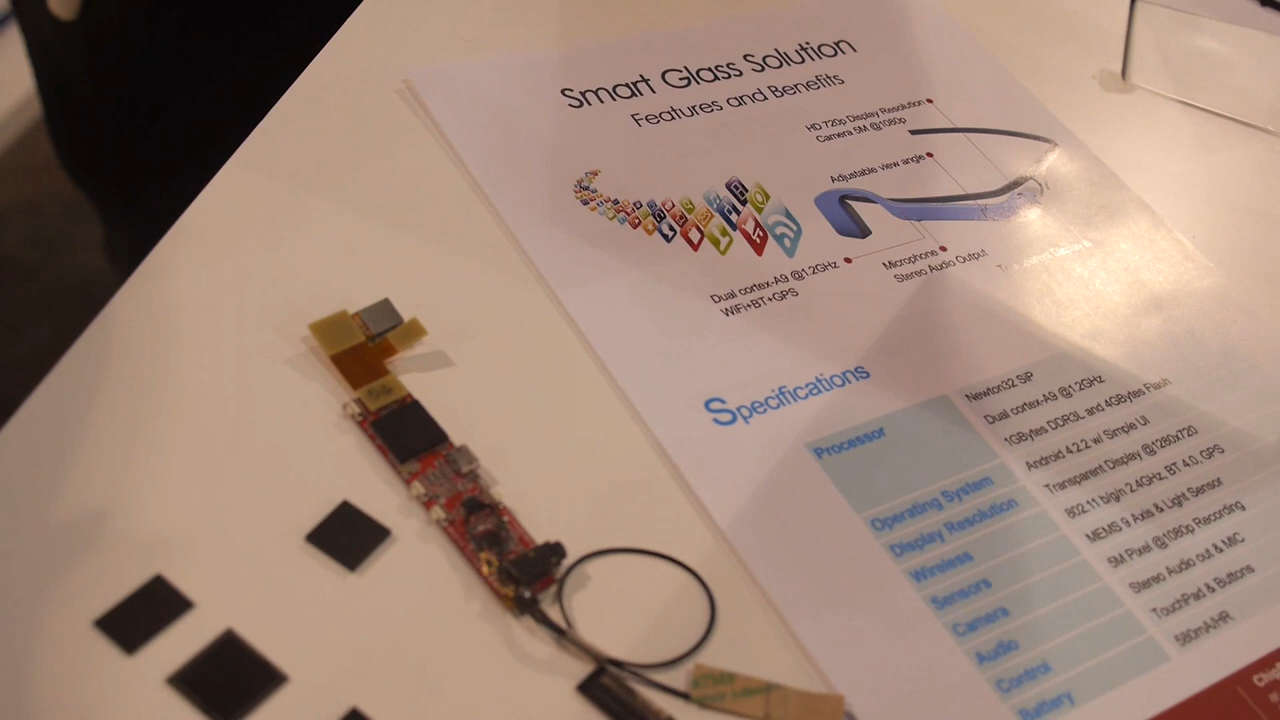 Smart Glass Solution
Features and Benefits
HD 720p Display Resolution
Camera 5M @1080p
Adjustable view angle
Dual cortex-A9 @1.2GHz
WiFi+BT+GPS
Microphone
Stereo Audio Output
Transparent Display
Specifications
Processor
Newton32 SiP
Dual cortex-A9 @1.2GHz
1GBytes DDR3L and 4GBytes Flash
Operating System
Android 4.2.2 w/ Simple UI
Display Resolution
Transparent Display @1280x720
Wireless
802.11 b/g/n 2.4GHz, BT 4.0, GPS
Sensors
MEMS 9 Axis & Light Sensor
Camera
5M Pixel @1080p Recording
Audio
Stereo Audio out & MIC
Control
TouchPad & Buttons
Battery
580mA/HR